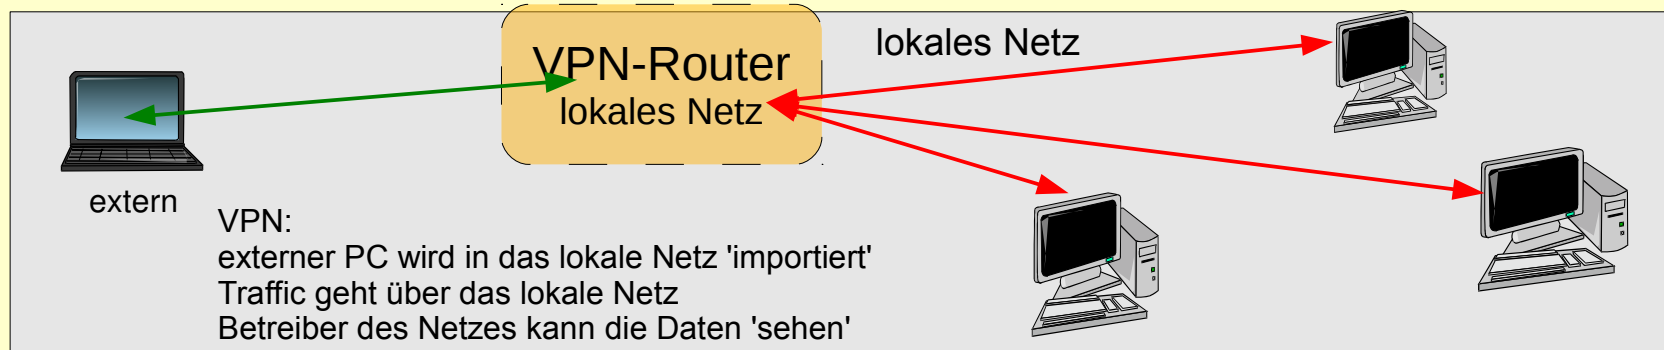 VPN-Router
lokales Netz
lokales Netz
extern
VPN:
externer PC wird in das lokale Netz 'importiert'
Traffic geht über das lokale Netz
Betreiber des Netzes kann die Daten 'sehen'